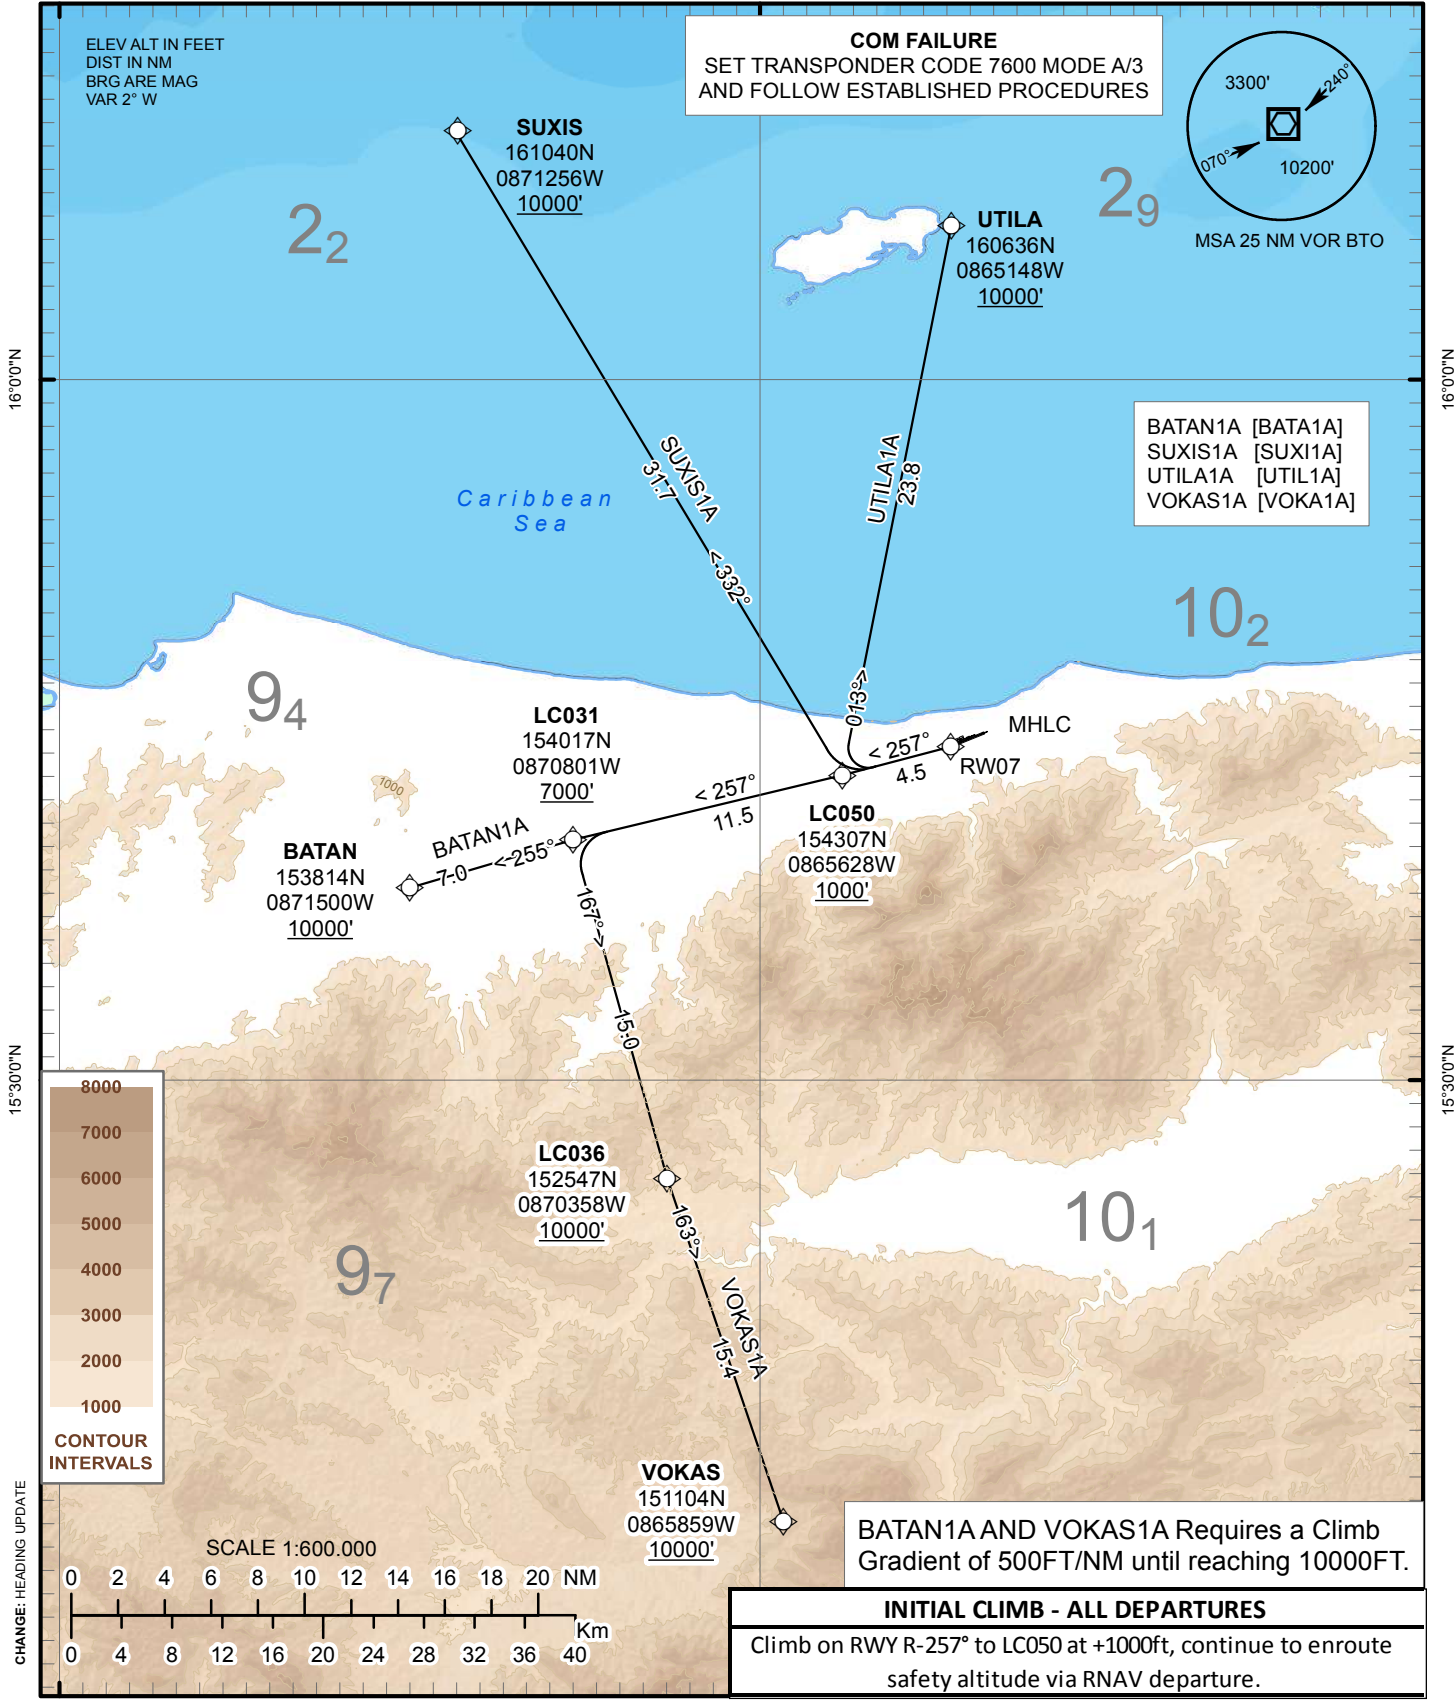 ELEV ALT IN FEET
DIST IN NM
BRG ARE MAG
VAR 2° W
COM FAILURE
SET TRANSPONDER CODE 7600 MODE A/3
AND FOLLOW ESTABLISHED PROCEDURES
3300'
240°
070°
10200'
MSA 25 NM VOR BTO
SUXIS
161040N
0871256W
10000'
UTILA
160636N
0865148W
10000'
2₂
2₉
16°0'0"N
16°0'0"N
BATAN1A [BATA1A]
SUXIS1A [SUXI1A]
UTILA1A [UTIL1A]
VOKAS1A [VOKA1A]
SUXIS1A
31.7
< 332°
UTILA1A
23.8
013° >
Caribbean
Sea
10₂
9₄
LC031
154017N
0870801W
7000'
MHLC
RW07
< 257°
4.5
< 257°
11.5
LC050
154307N
0865628W
1000'
1000
BATAN1A
7.0 < 255°
BATAN
153814N
0871500W
10000'
167° >
15.0
15°30'0"N
15°30'0"N
8000
7000
6000
5000
4000
3000
2000
1000
CONTOUR
INTERVALS
LC036
152547N
0870358W
10000'
163° >
VOKAS1A
15.4
10₁
9₇
VOKAS
151104N
0865859W
10000'
CHANGE: HEADING UPDATE
SCALE 1:600.000
0 2 4 6 8 10 12 14 16 18 20 NM
Km
0 4 8 12 16 20 24 28 32 36 40
BATAN1A AND VOKAS1A Requires a Climb
Gradient of 500FT/NM until reaching 10000FT.
INITIAL CLIMB - ALL DEPARTURES
Climb on RWY R-257° to LC050 at +1000ft, continue to enroute
safety altitude via RNAV departure.